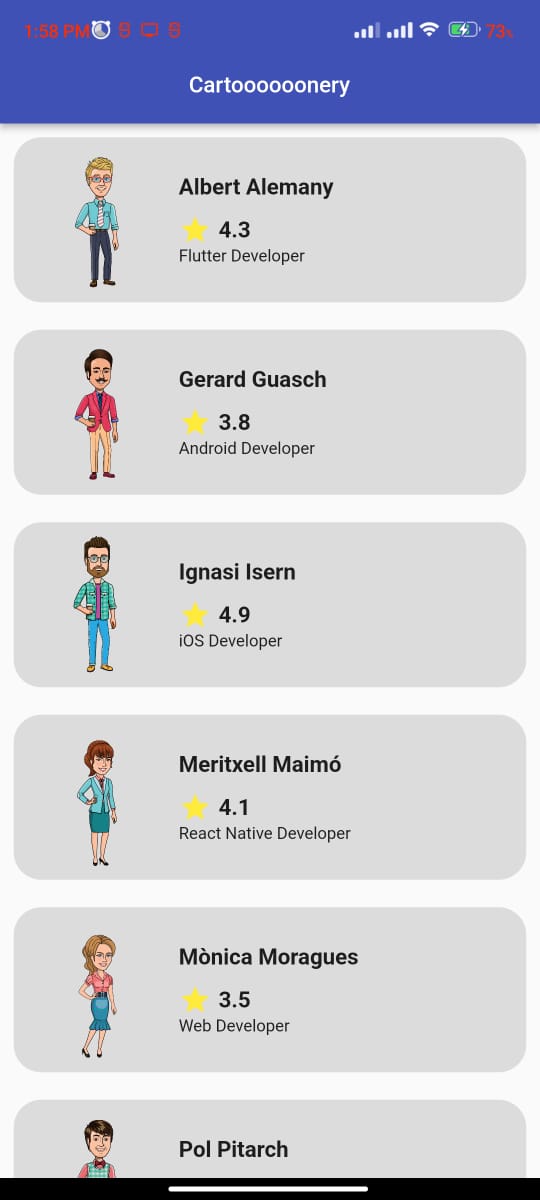 1:58 PM 73%
Cartoooooonery
Albert Alemany
4.3
Flutter Developer
Gerard Guasch
3.8
Android Developer
Ignasi Isern
4.9
iOS Developer
Meritxell Maimó
4.1
React Native Developer
Mònica Moragues
3.5
Web Developer
Pol Pitarch